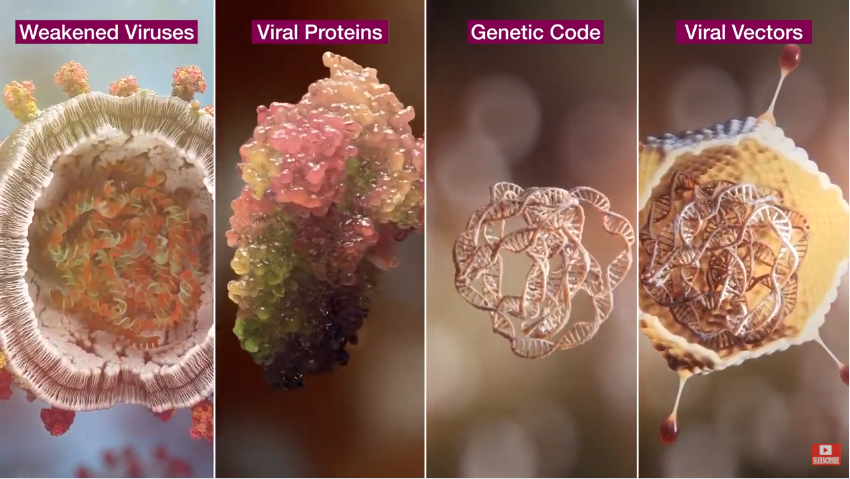 Weakened Viruses
Viral Proteins
Genetic Code
Viral Vectors
SUBSCRIBE